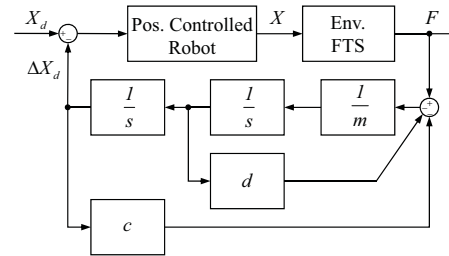 X_d
Pos. Controlled
Robot
X
Env.
FTS
F
ΔX_d
+
−
1
s
1
s
1
m
+
−
−
d
c